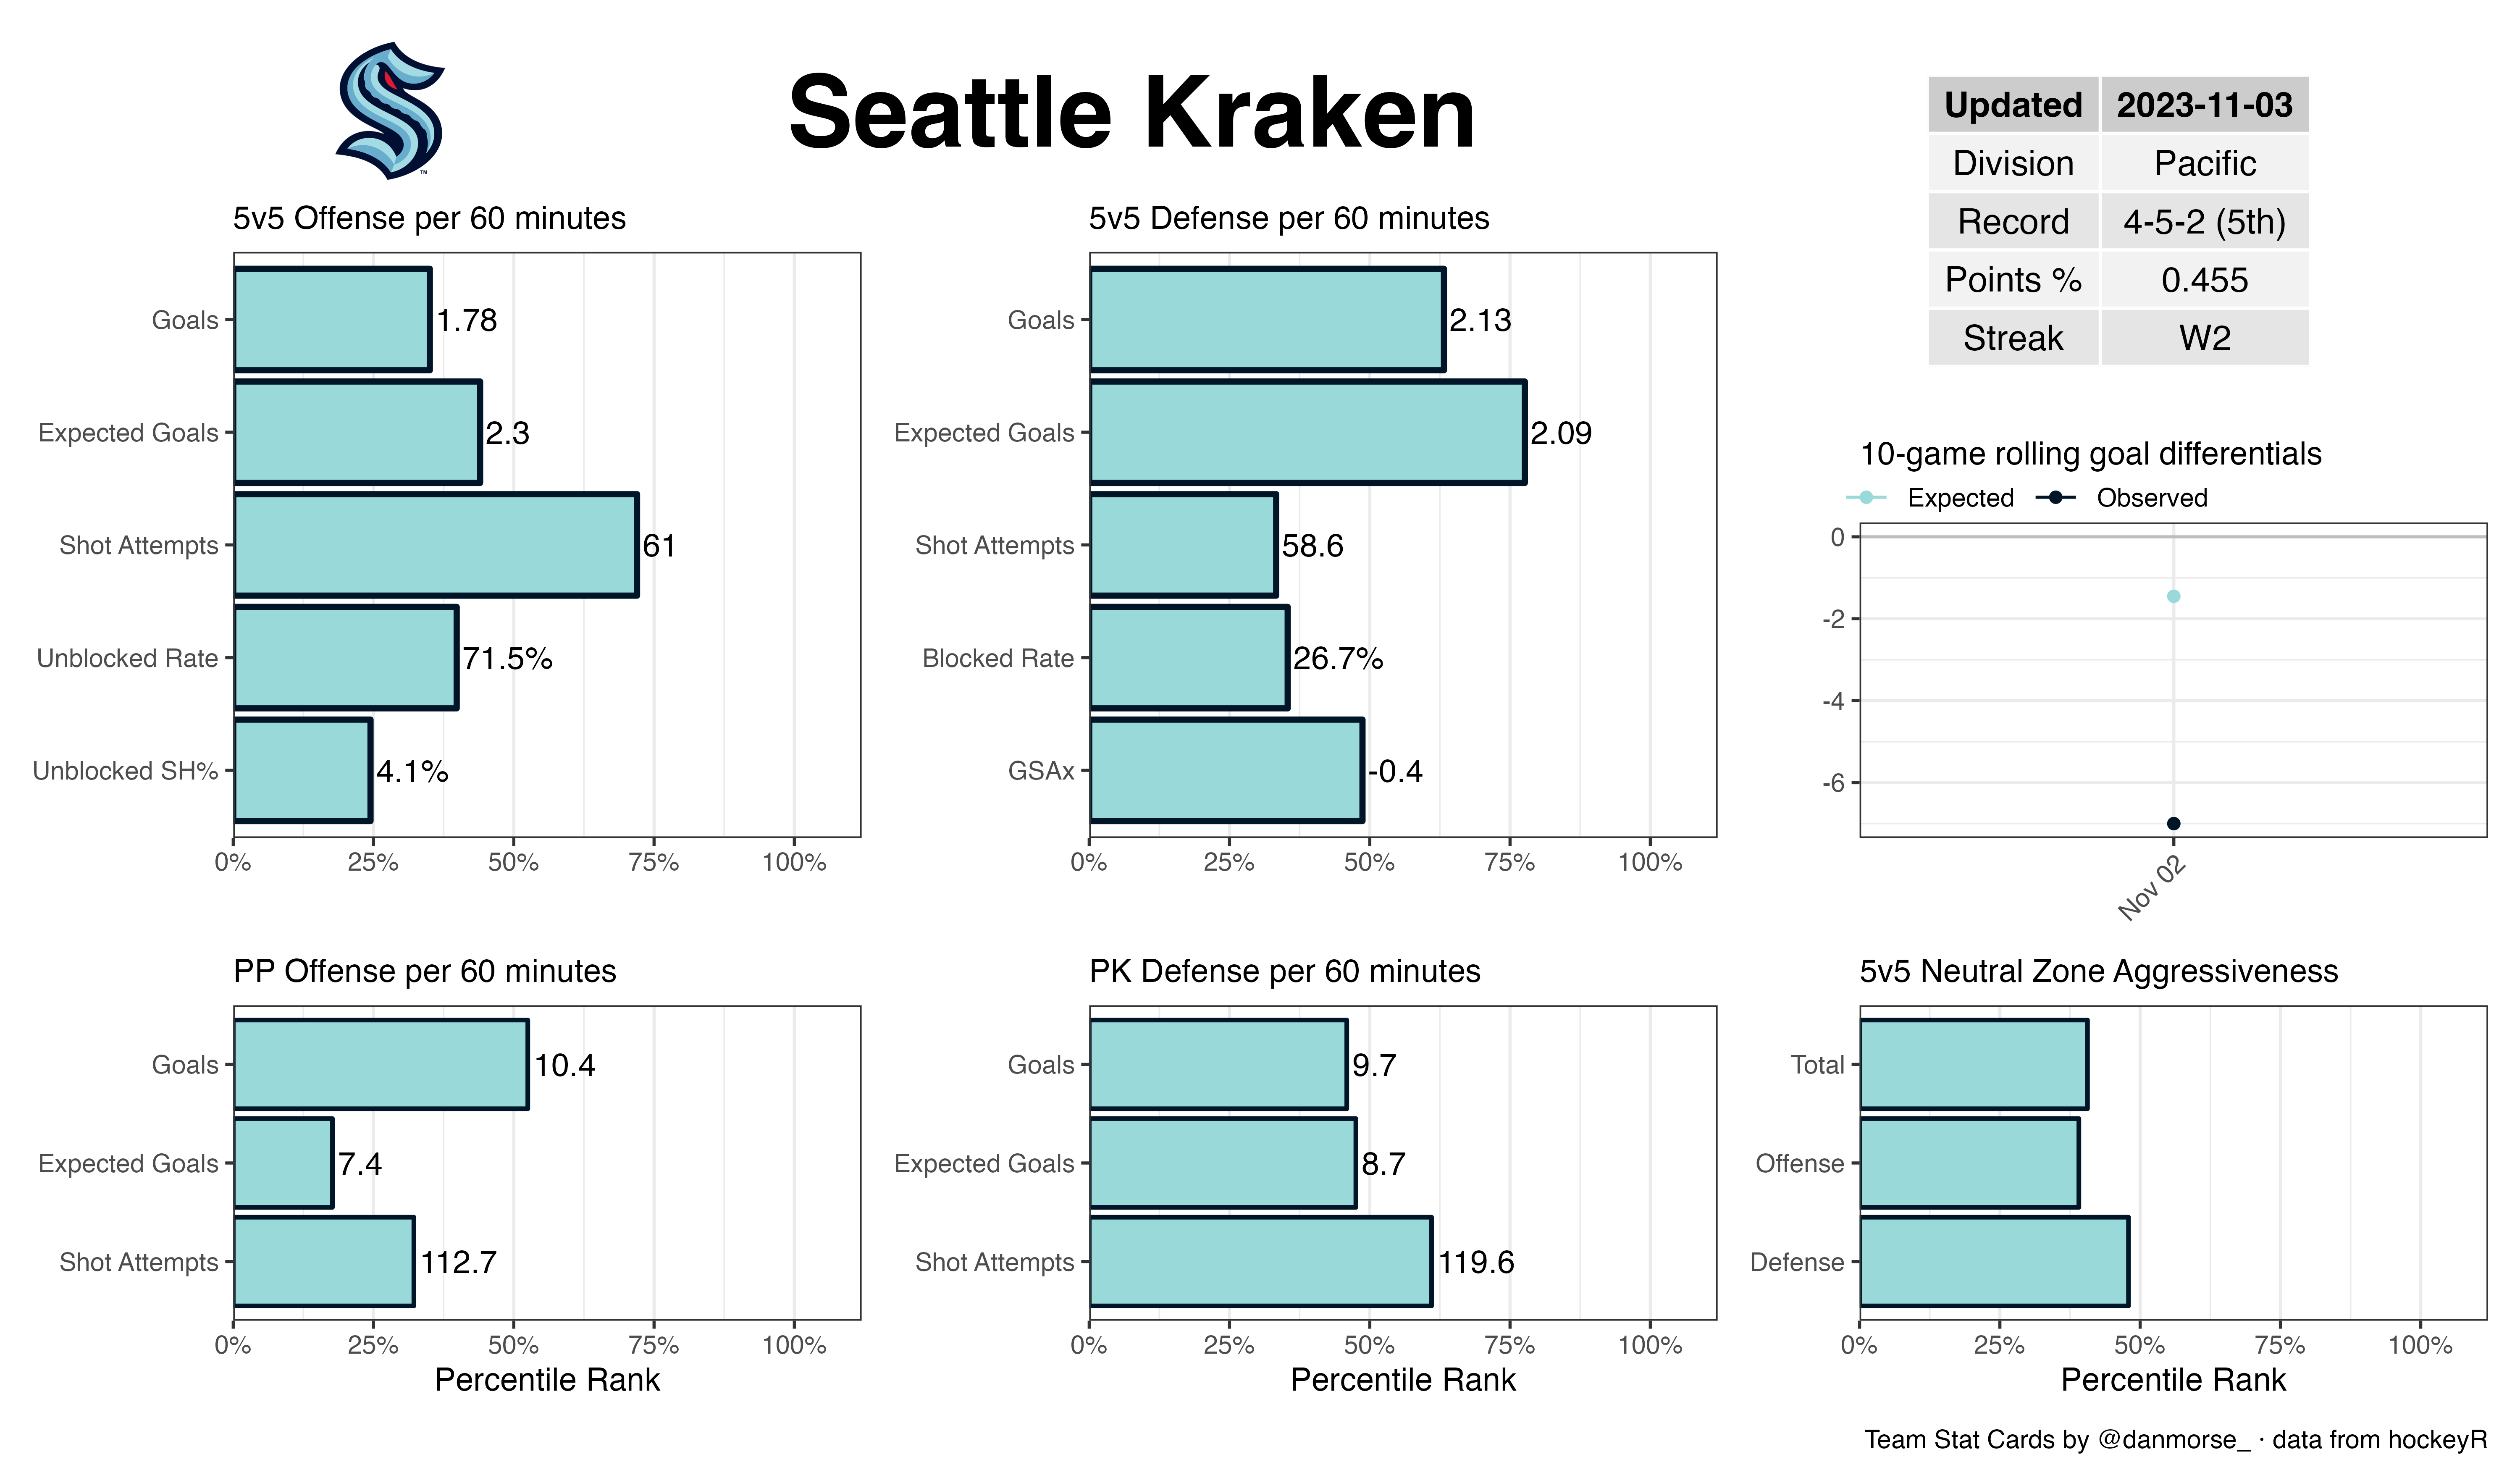 Seattle Kraken
TM
Updated 2023-11-03
Division Pacific
Record 4-5-2 (5th)
Points % 0.455
Streak W2
5v5 Offense per 60 minutes
Goals 1.78
Expected Goals 2.3
Shot Attempts 61
Unblocked Rate 71.5%
Unblocked SH% 4.1%
0% 25% 50% 75% 100%
5v5 Defense per 60 minutes
Goals 2.13
Expected Goals 2.09
Shot Attempts 58.6
Blocked Rate 26.7%
GSAx -0.4
0% 25% 50% 75% 100%
10-game rolling goal differentials
Expected Observed
0
-2
-4
-6
Nov 02
PP Offense per 60 minutes
Goals 10.4
Expected Goals 7.4
Shot Attempts 112.7
0% 25% 50% 75% 100%
Percentile Rank
PK Defense per 60 minutes
Goals 9.7
Expected Goals 8.7
Shot Attempts 119.6
0% 25% 50% 75% 100%
Percentile Rank
5v5 Neutral Zone Aggressiveness
Total
Offense
Defense
0% 25% 50% 75% 100%
Percentile Rank
Team Stat Cards by @danmorse_ · data from hockeyR